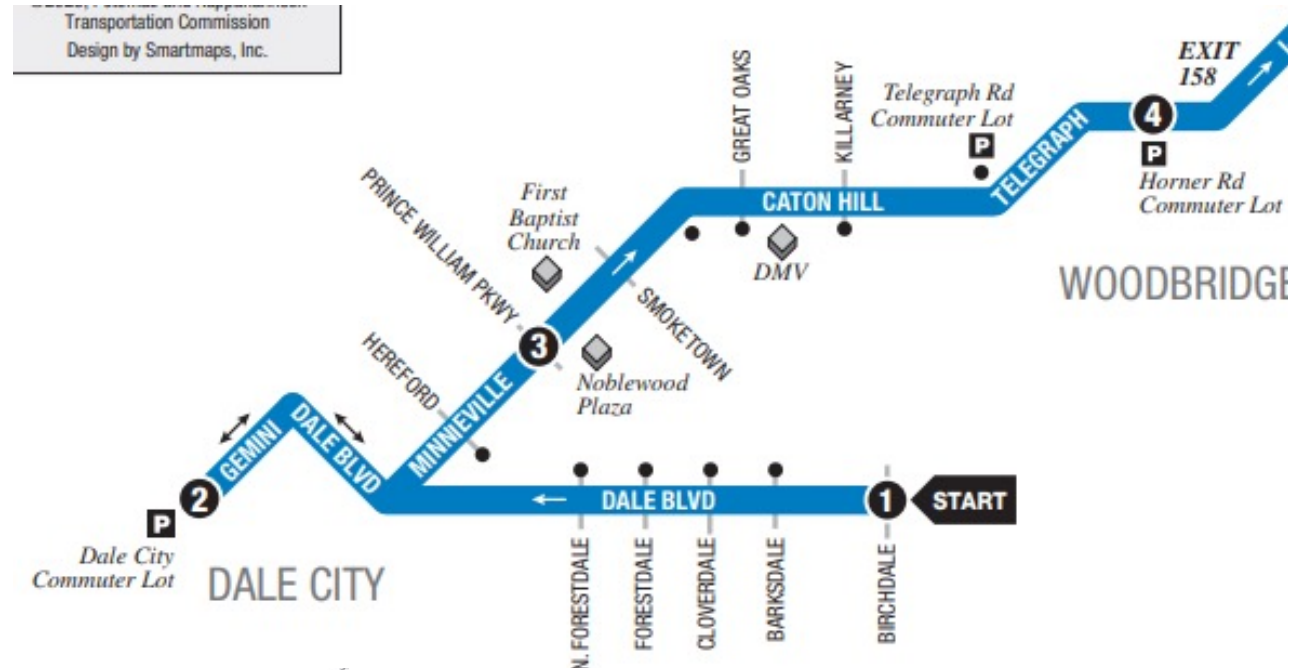 Transportation Commission
Design by Smartmaps, Inc.
EXIT
158
GREAT OAKS
KILLARNEY
Telegraph Rd
Commuter Lot
P
TELEGRAPH
4
P
Horner Rd
Commuter Lot
PRINCE WILLIAM PKWY
First
Baptist
Church
CATON HILL
DMV
WOODBRIDGE
SMOKETOWN
3
HEREFORD
Noblewood
Plaza
MINNIEVILLE
GEMINI
DALE BLVD
2
P
Dale City
Commuter Lot
DALE CITY
DALE BLVD
1
START
N. FORESTDALE
FORESTDALE
CLOVERDALE
BARKSDALE
BIRCHDALE